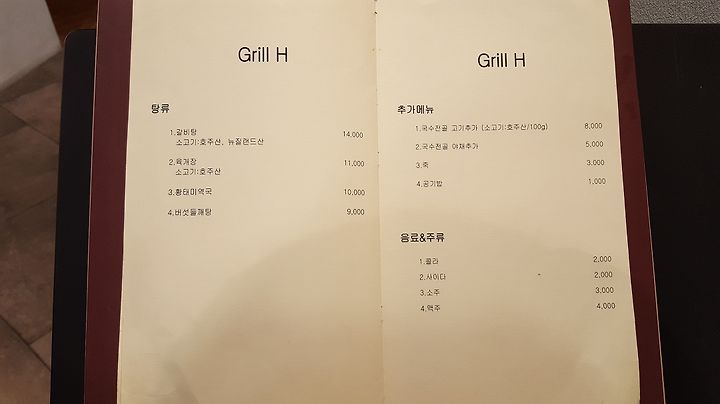 Grill H
탕류
1.갈비탕 14,000
소고기:호주산, 뉴질랜드산
2.육개장 11,000
소고기:호주산
3.황태미역국 10,000
4.버섯들깨탕 9,000
Grill H
추가메뉴
1.국수전골 고기추가 (소고기:호주산/100g) 8,000
2.국수전골 야채추가 5,000
3.죽 3,000
4.공기밥 1,000
음료&주류
1.콜라 2,000
2.사이다 2,000
3.소주 3,000
4.맥주 4,000